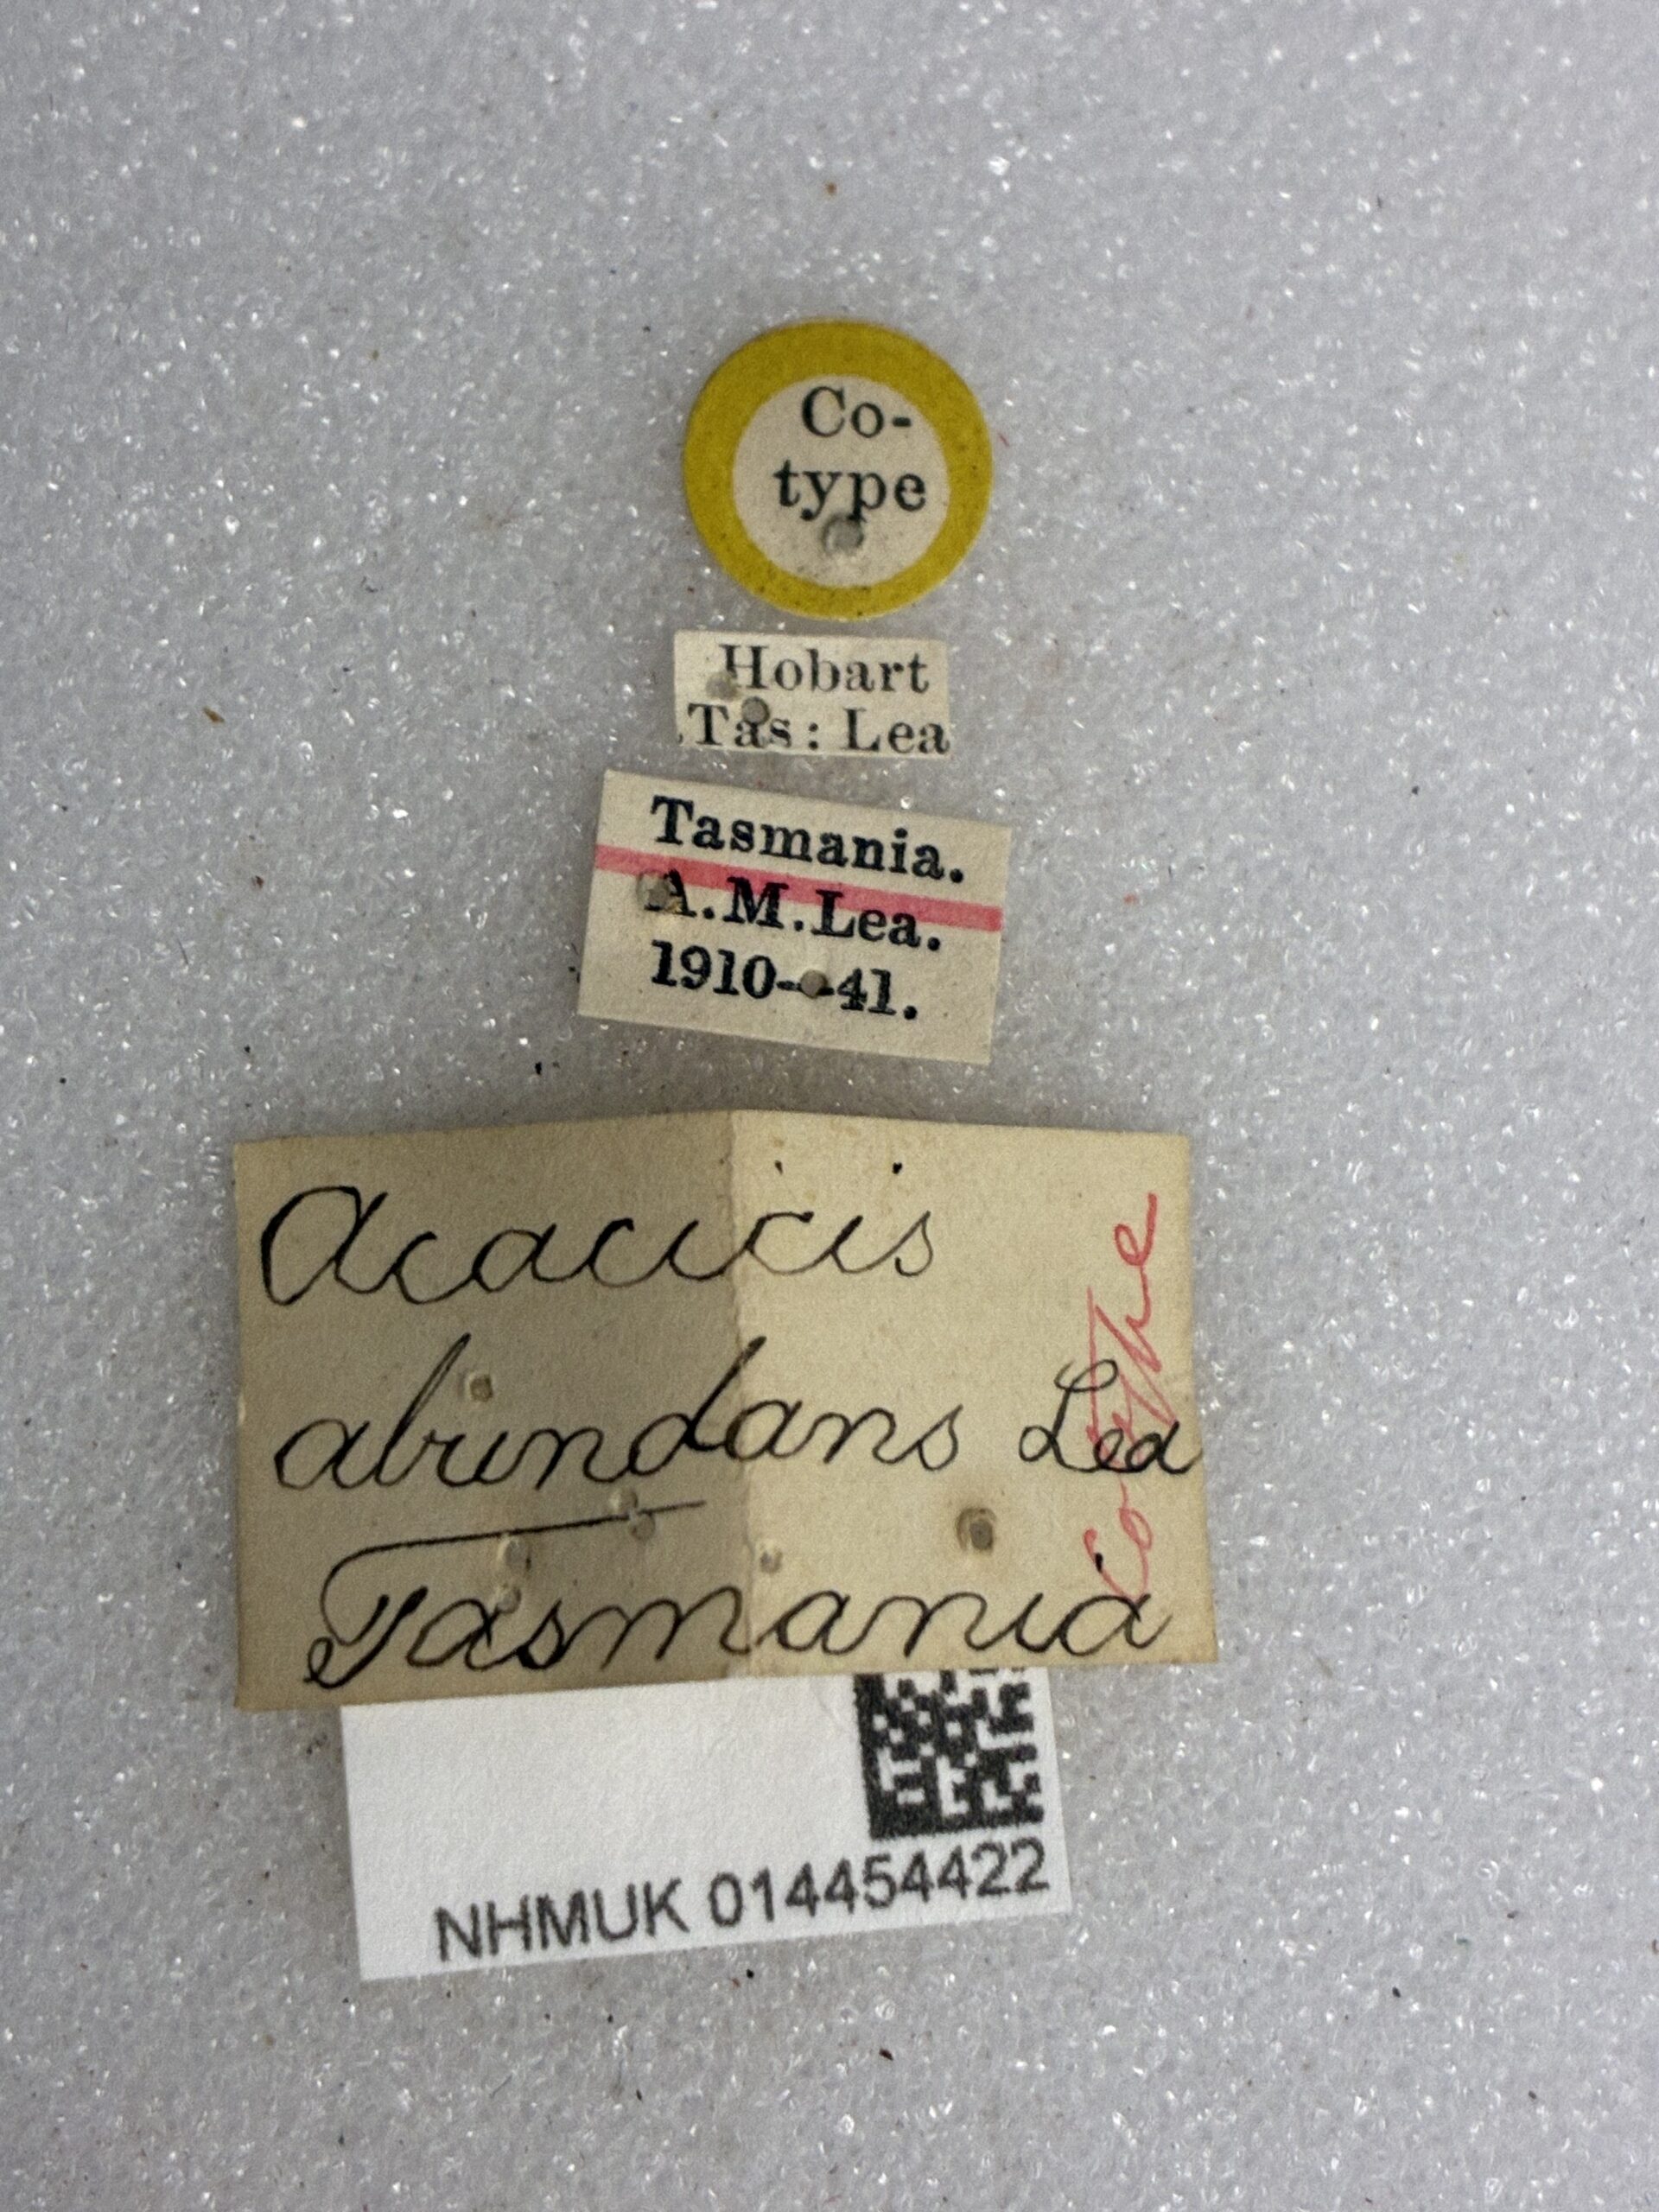 Co-
type
Hobart
Tas: Lea
Tasmania.
A.M.Lea.
1910—41.
Acacicis
abundans Lea
Tasmania
Cotype
NHMUK 014454422